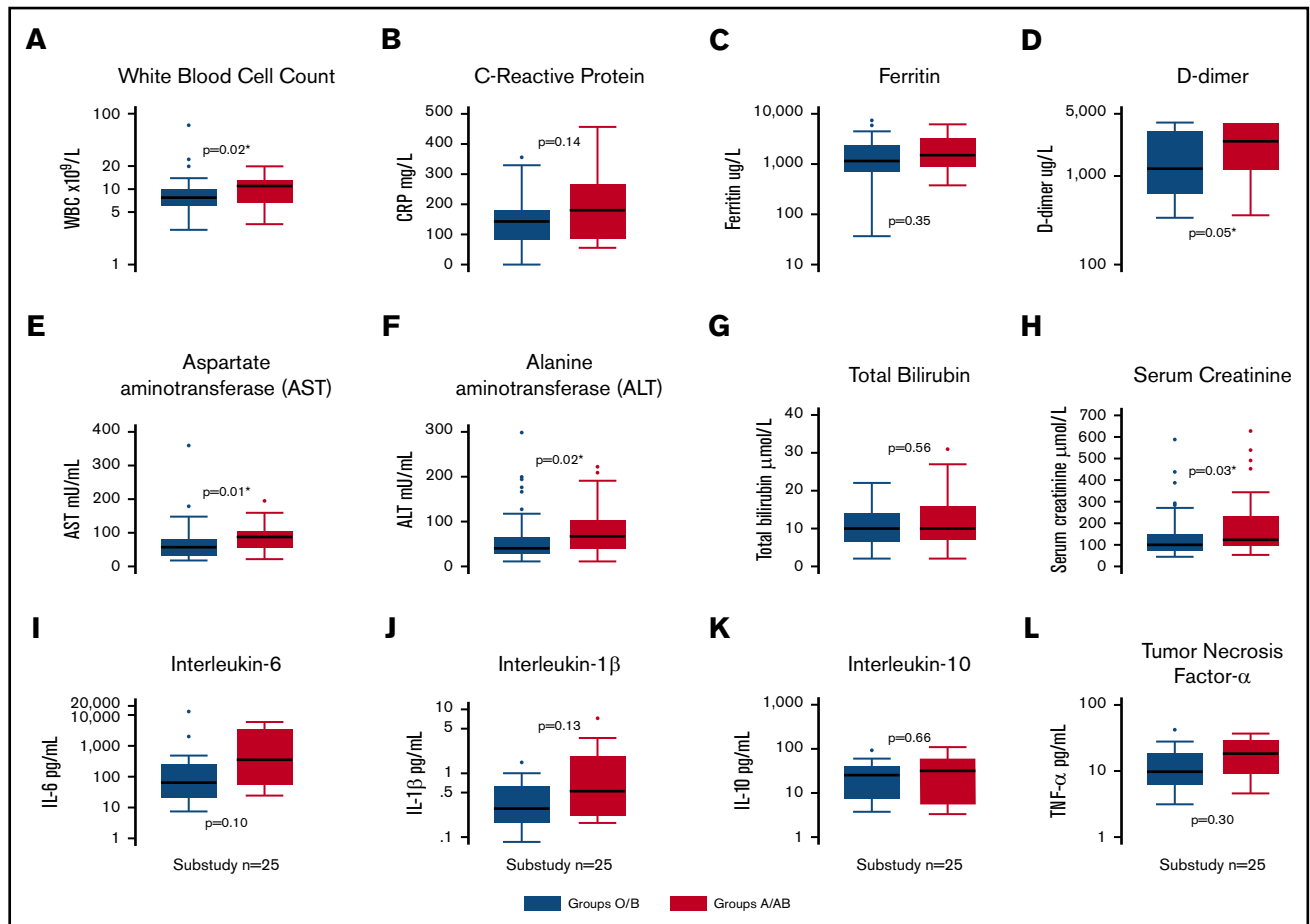 A
White Blood Cell Count
WBC x10⁹/L
100
20
10
5
1
p=0.02*
B
C-Reactive Protein
CRP mg/L
500
400
300
200
100
0
p=0.14
C
Ferritin
Ferritin ug/L
10,000
1,000
100
10
p=0.35
D
D-dimer
D-dimer ug/L
5,000
1,000
100
p=0.05*
E
Aspartate
aminotransferase (AST)
AST mU/mL
400
300
200
100
0
p=0.01*
F
Alanine
aminotransferase (ALT)
ALT mU/mL
300
200
100
0
p=0.02*
G
Total Bilirubin
Total bilirubin μmol/L
40
30
20
10
0
p=0.56
H
Serum Creatinine
Serum creatinine μmol/L
700
600
500
400
300
200
100
0
p=0.03*
I
Interleukin-6
IL-6 pg/mL
20,000
10,000
1,000
100
10
1
p=0.10
Substudy n=25
J
Interleukin-1β
IL-1β pg/mL
10
5
1
.5
.1
p=0.13
Substudy n=25
K
Interleukin-10
IL-10 pg/mL
1,000
100
10
1
p=0.66
Substudy n=25
L
Tumor Necrosis
Factor-α
TNF-α pg/mL
100
10
1
p=0.30
Substudy n=25
Groups O/B
Groups A/AB